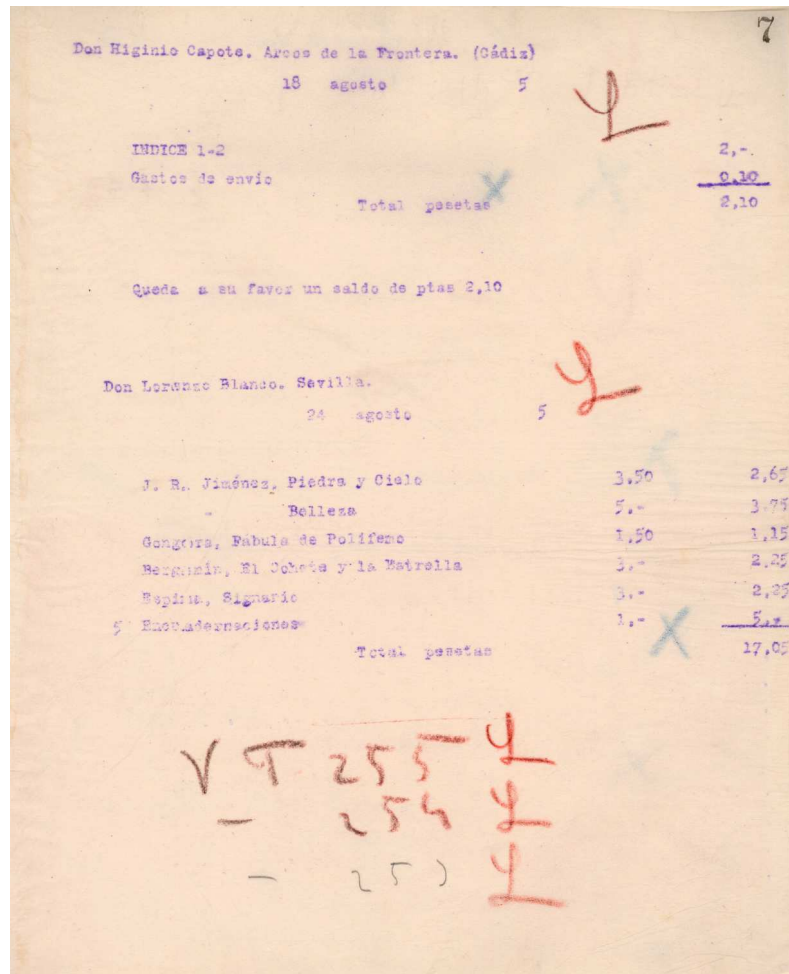 7
Don Higinio Capote. Arcos de la Frontera. (Cádiz)
18 agosto 5
INDICE 1-2 2,-.
Gastos de envío 0,10
Total pesetas 2,10
Queda a su favor un saldo de ptas 2,10
Don Lorenzo Blanco. Sevilla.
24 agosto 5
J. R. Jiménez, Piedra y Cielo 3,50 2,65
" Belleza 5,- 3,75
Gongora, Fábula de Polifemo 1,50 1,15
Bergamín, El Cohete y la Estrella 3,- 2,25
Espina, Signario 3,- 2,25
5 Encuadernaciones 1,- 5,-
Total pesetas 17,05
V T 255
- 254
- 253